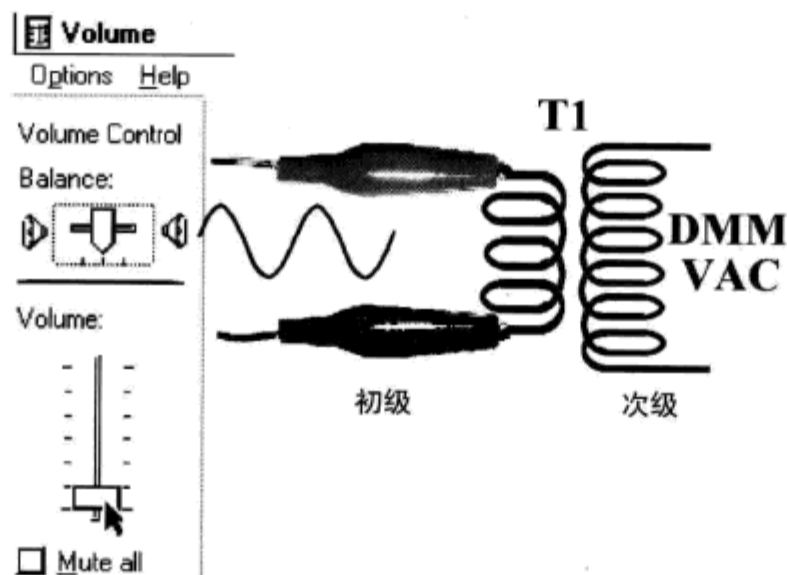 Volume
Options Help
Volume Control
Balance:
Volume:
Mute all
T1
DMM
VAC
初级
次级